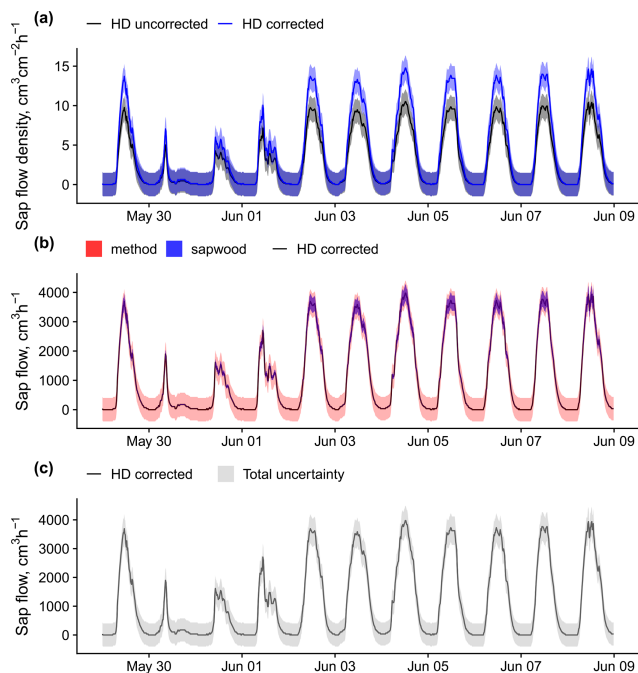 (a)
HD uncorrected HD corrected
Sap flow density, cm³cm⁻²h⁻¹
15
10
5
0
May 30 Jun 01 Jun 03 Jun 05 Jun 07 Jun 09
(b)
method sapwood HD corrected
Sap flow, cm³h⁻¹
4000
3000
2000
1000
0
May 30 Jun 01 Jun 03 Jun 05 Jun 07 Jun 09
(c)
HD corrected Total uncertainty
Sap flow, cm³h⁻¹
4000
3000
2000
1000
0
May 30 Jun 01 Jun 03 Jun 05 Jun 07 Jun 09